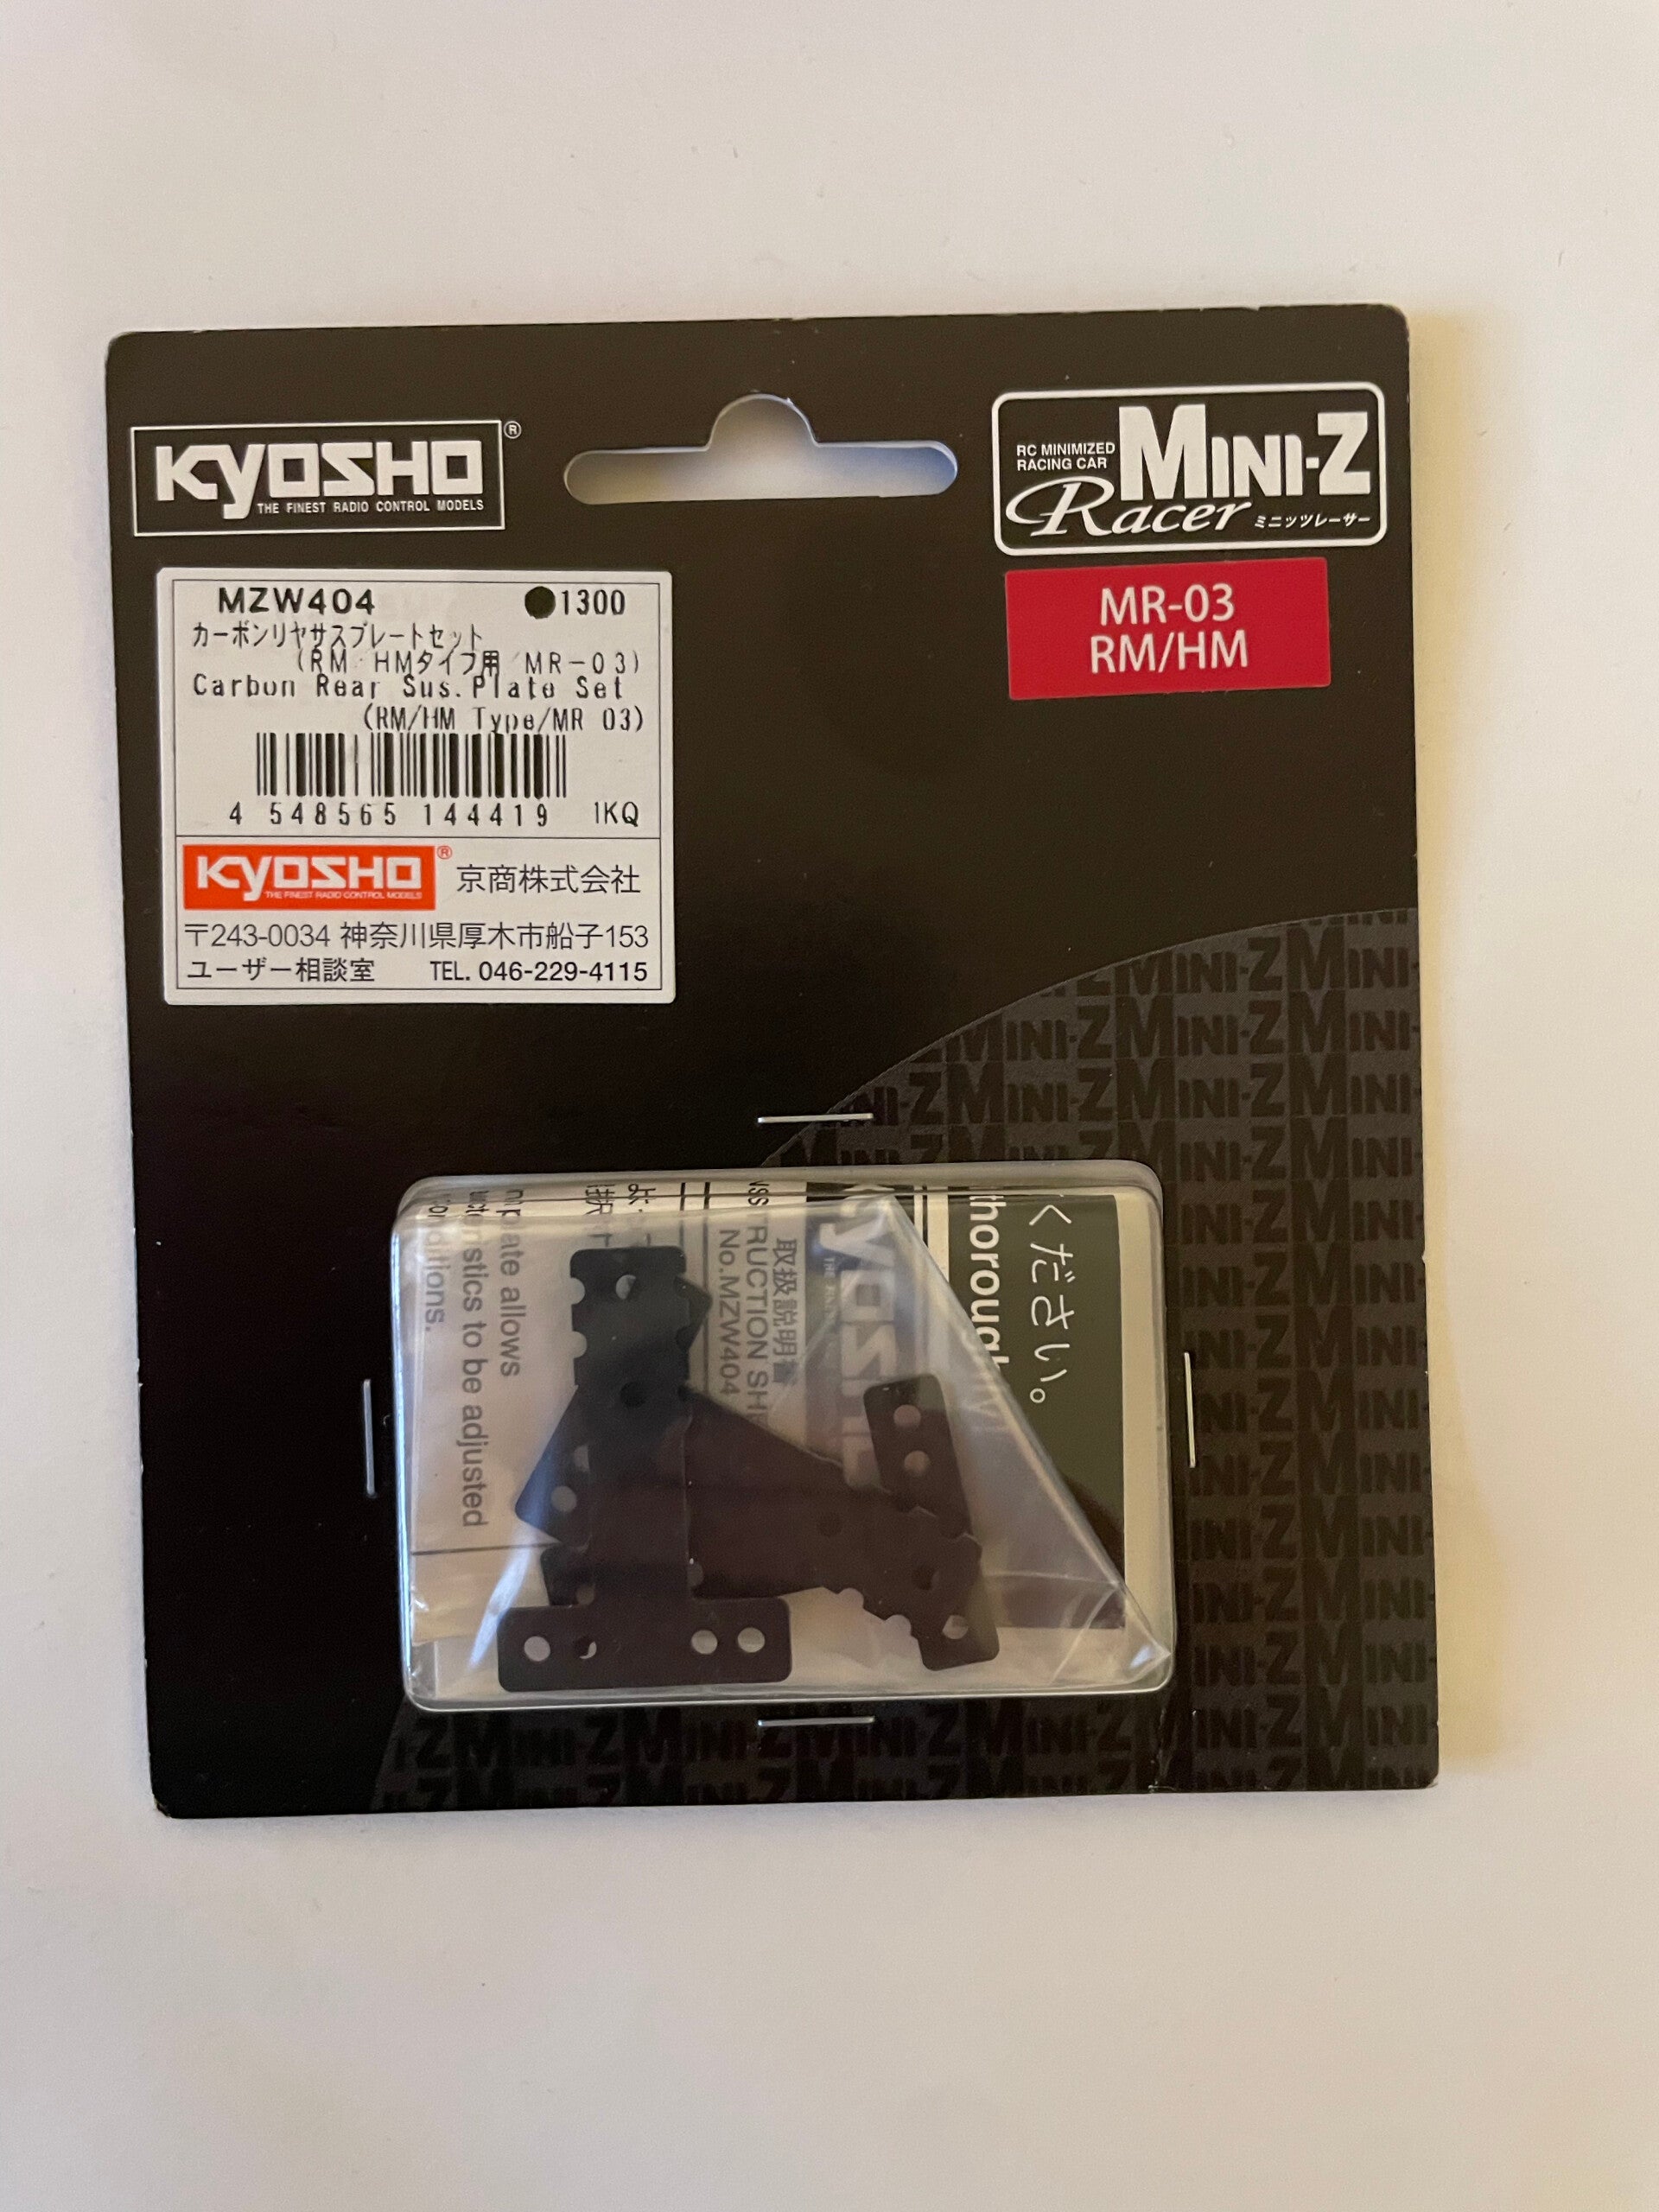 KYOSHO®
THE FINEST RADIO CONTROL MODELS
RC MINIMIZED
RACING CAR
MINI-Z
Racer ミニッツレーサー
MR-03
RM/HM
MZW404 ●1300
カーボンリヤサスプレートセット
(RM HMタイプ用/MR-03)
Carbon Rear Sus. Plate Set
(RM/HM Type/MR 03)
4 548565 144419 1KQ
KYOSHO®
THE FINEST RADIO CONTROL MODELS
京商株式会社
〒243-0034 神奈川県厚木市船子153
ユーザー相談室 TEL. 046-229-4115
ください。
KYOSHO
取扱説明書
No.MZW404
allows
to be adjusted
MINI-Z MINI-Z MINI